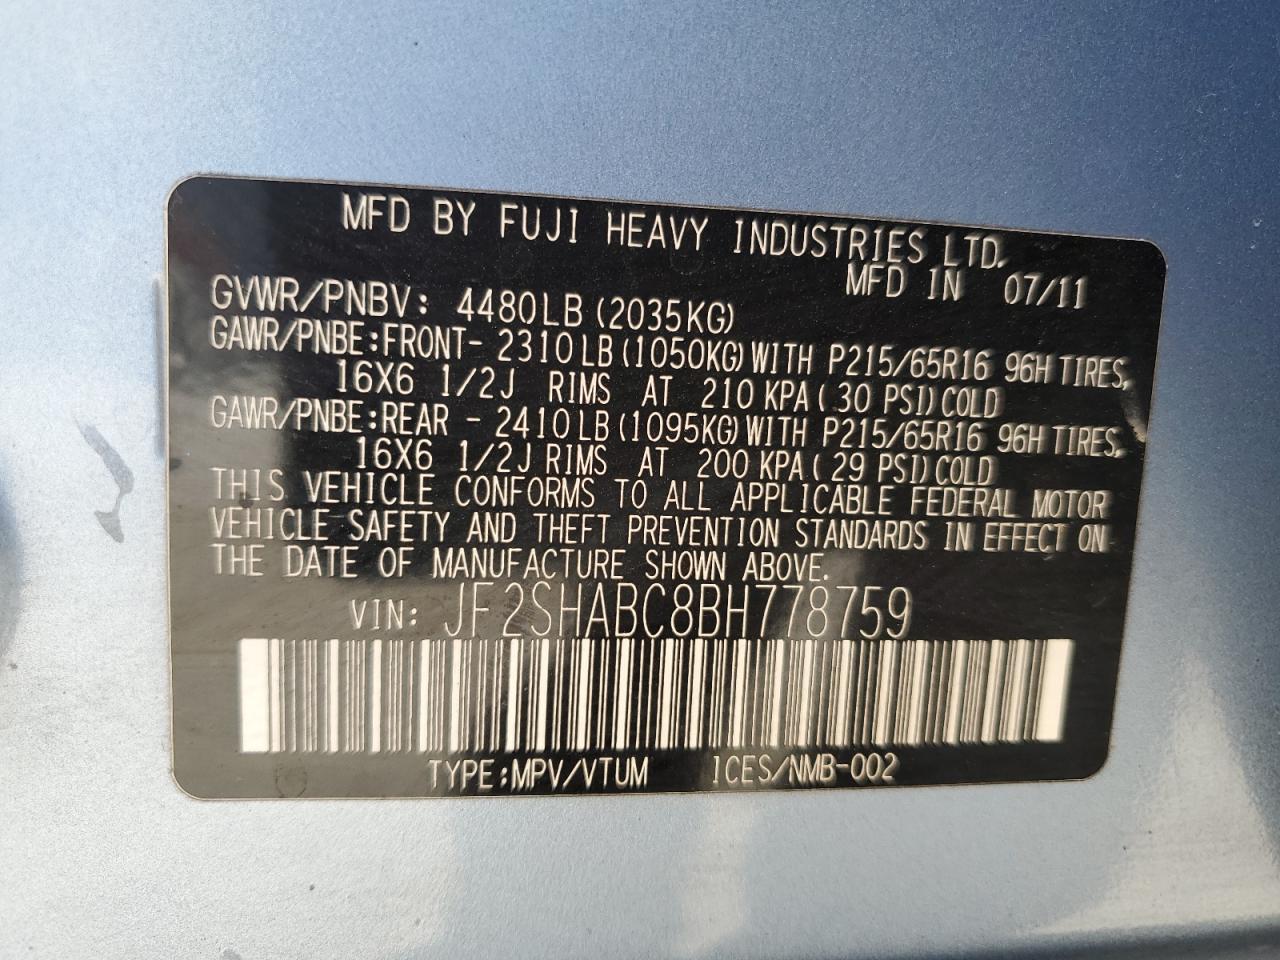 MFD BY FUJI HEAVY INDUSTRIES LTD.
MFD IN 07/11
GVWR/PNBV: 4480LB (2035KG)
GAWR/PNBE:FRONT- 2310LB (1050KG) WITH P215/65R16 96H TIRES,
16X6 1/2J RIMS AT 210 KPA ( 30 PSI) COLD
GAWR/PNBE:REAR - 2410LB (1095KG) WITH P215/65R16 96H TIRES,
16X6 1/2J RIMS AT 200 KPA ( 29 PSI) COLD
THIS VEHICLE CONFORMS TO ALL APPLICABLE FEDERAL MOTOR
VEHICLE SAFETY AND THEFT PREVENTION STANDARDS IN EFFECT ON
THE DATE OF MANUFACTURE SHOWN ABOVE.
VIN: JF2SHABC8BH778759
TYPE:MPV/VTUM ICES/NMB-002